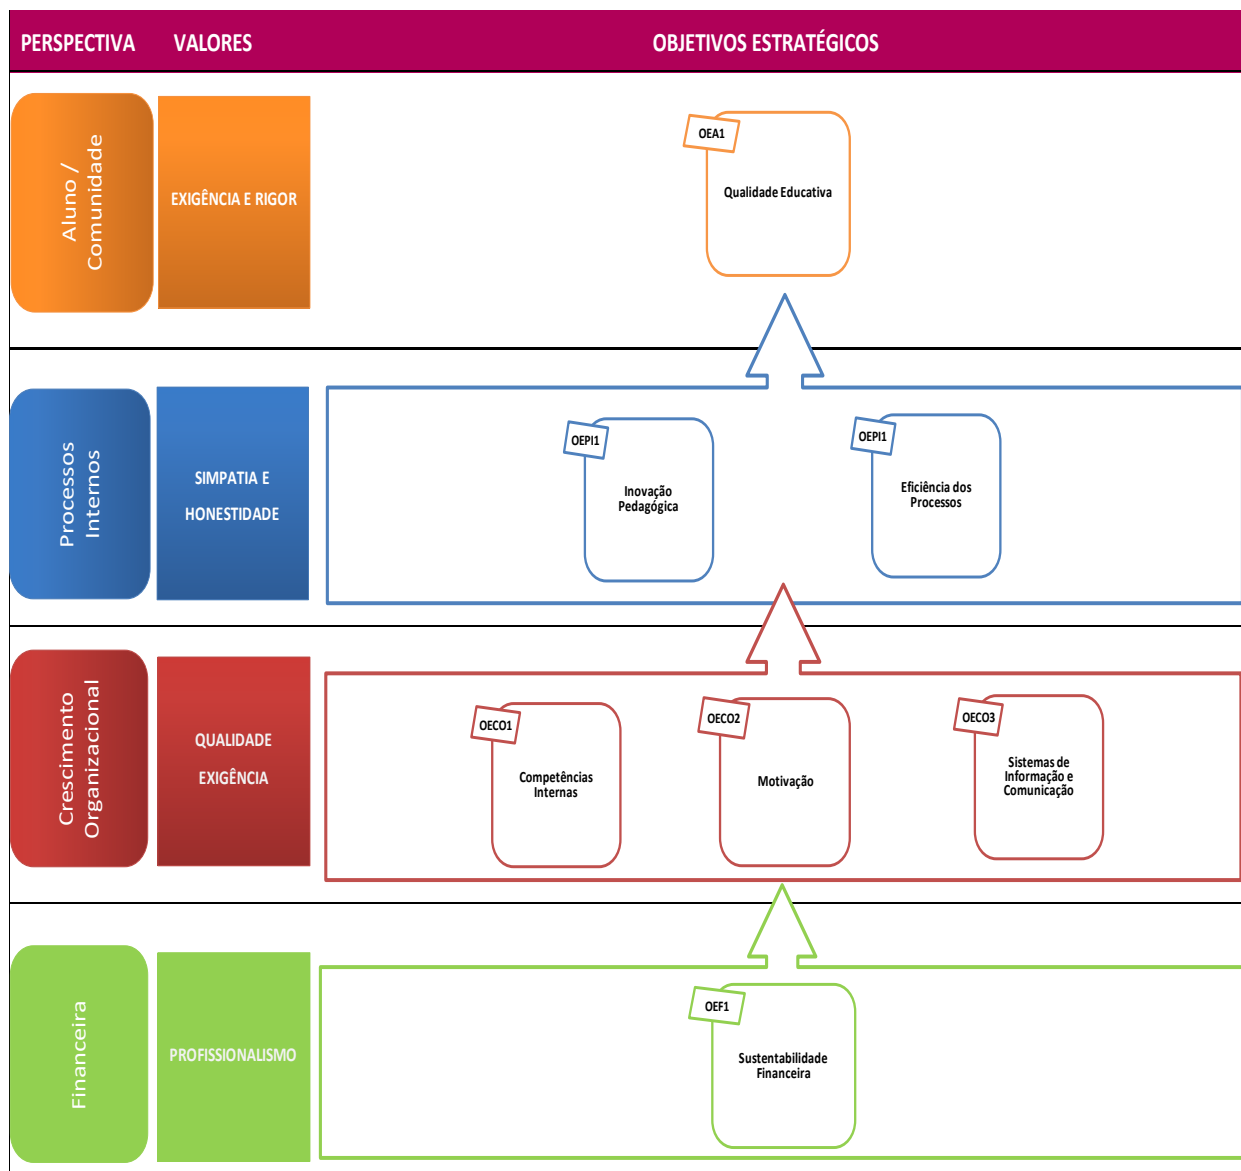 PERSPECTIVA VALORES OBJETIVOS ESTRATÉGICOS
Aluno /
Comunidade
EXIGÊNCIA E RIGOR
OEA1
Qualidade Educativa
Processos
Internos
SIMPATIA E
HONESTIDADE
OEPI1
Inovação
Pedagógica
OEPI1
Eficiência dos
Processos
Crescimento
Organizacional
QUALIDADE
EXIGÊNCIA
OECO1
Competências
Internas
OECO2
Motivação
OECO3
Sistemas de
Informação e
Comunicação
Financeira
PROFISSIONALISMO
OEF1
Sustentabilidade
Financeira